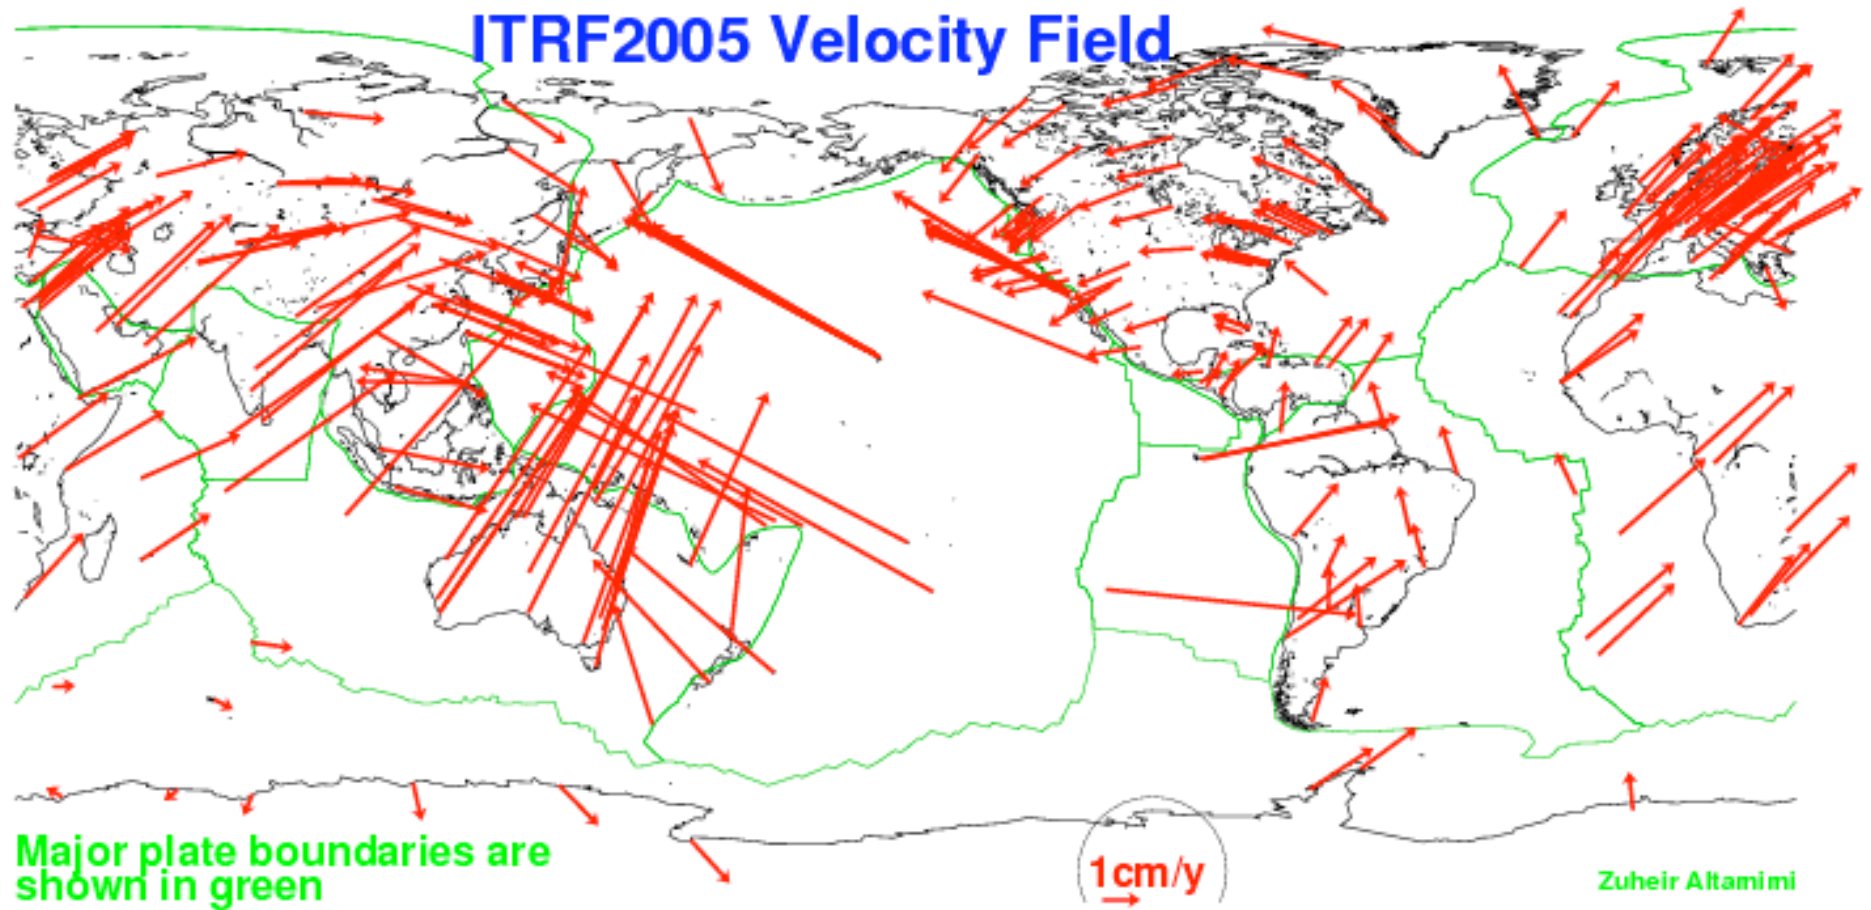 ITRF2005 Velocity Field
Major plate boundaries are
shown in green
1cm/y
Zuheir Altamimi